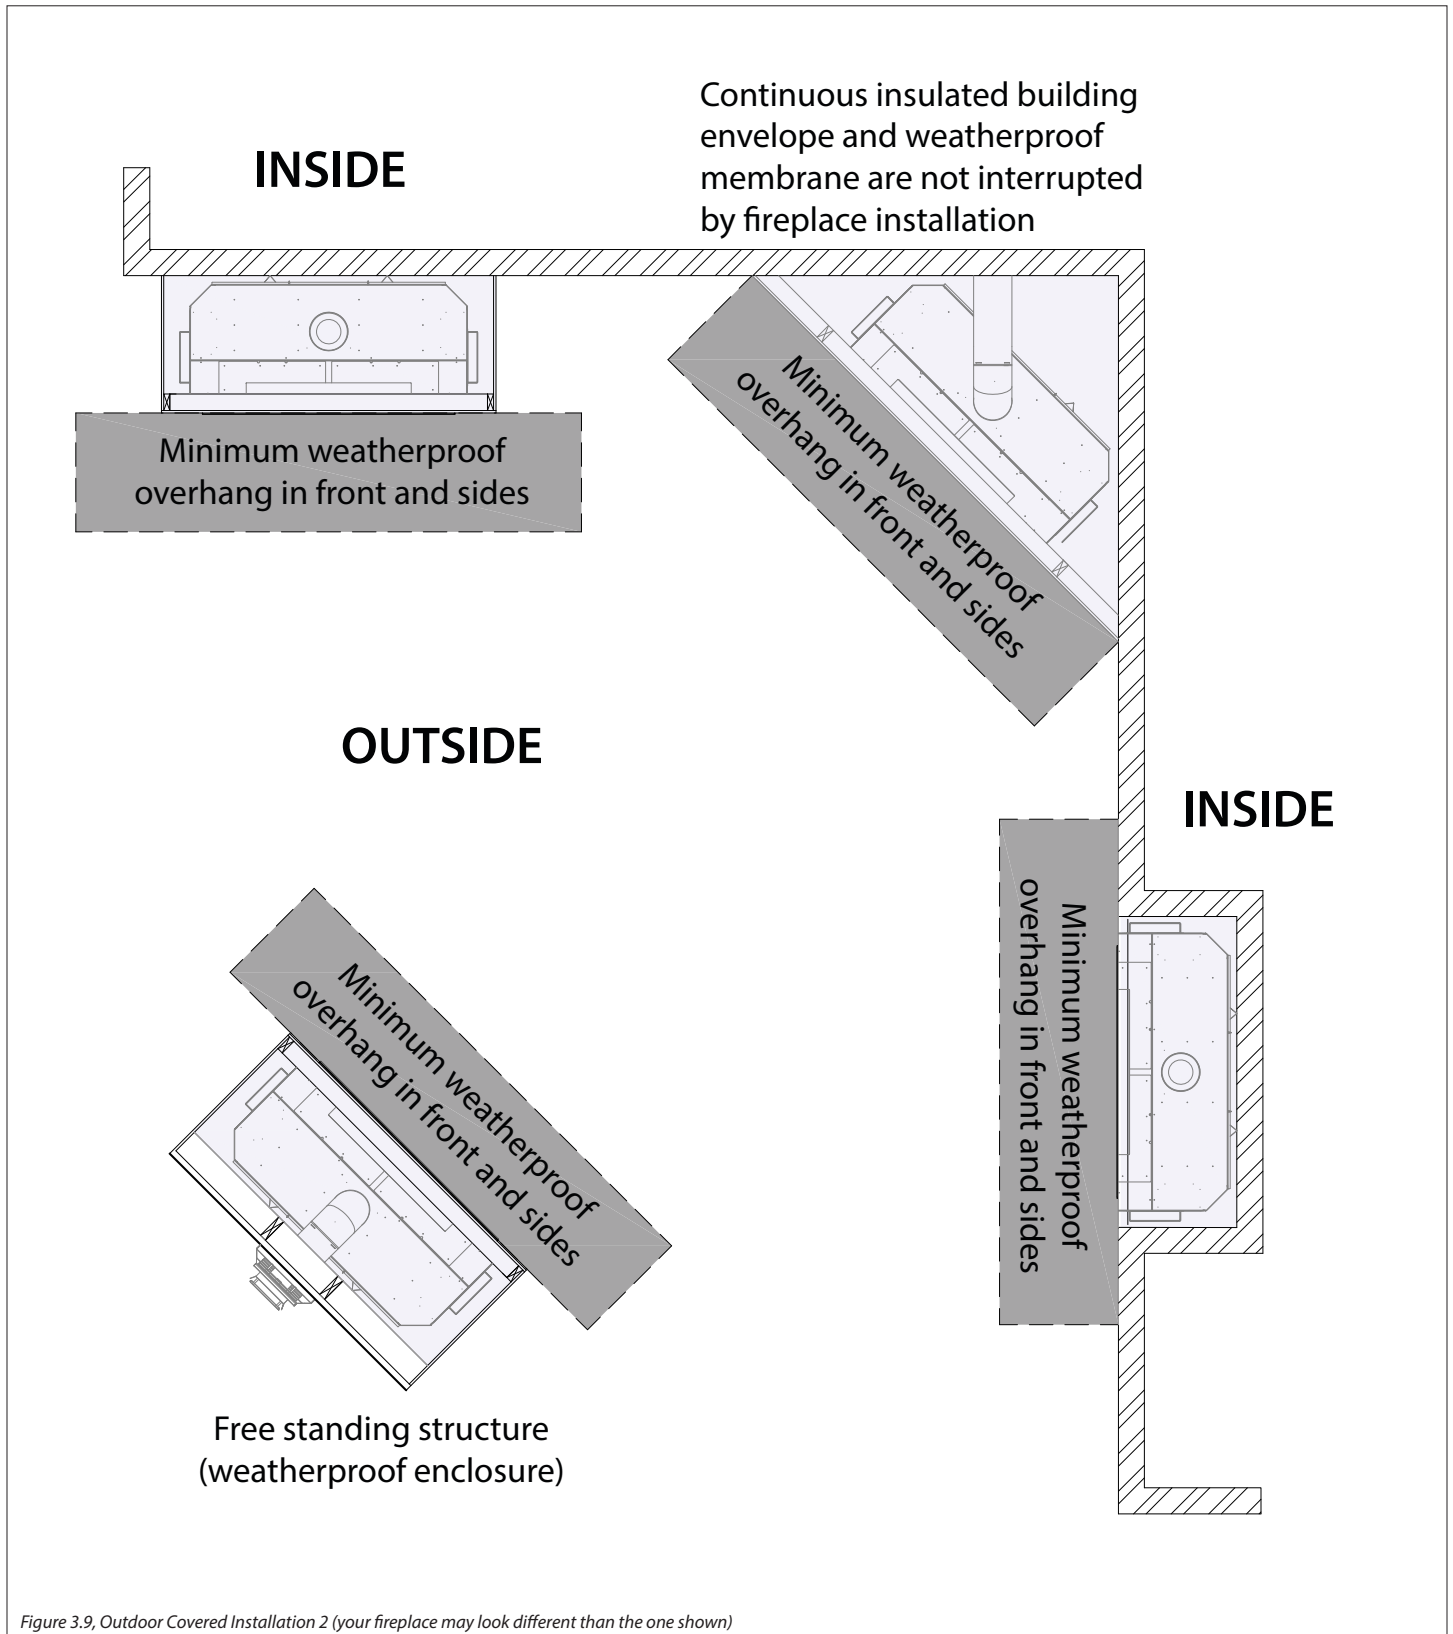 Continuous insulated building
envelope and weatherproof
membrane are not interrupted
by fireplace installation
INSIDE
Minimum weatherproof
overhang in front and sides
Minimum weatherproof
overhang in front and sides
OUTSIDE
INSIDE
Minimum weatherproof
overhang in front and sides
Minimum weatherproof
overhang in front and sides
Free standing structure
(weatherproof enclosure)
Figure 3.9, Outdoor Covered Installation 2 (your fireplace may look different than the one shown)